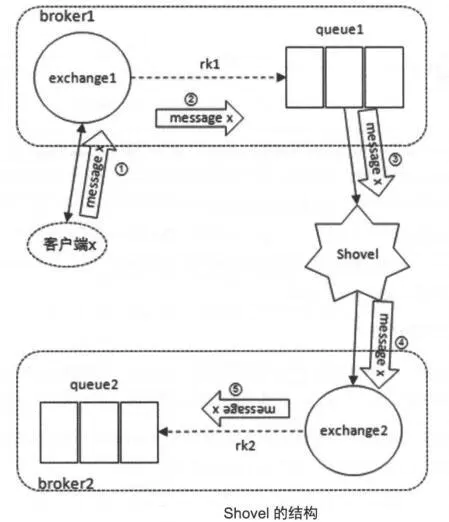 broker1
queue1
exchange1
rk1
② message x
message x ①
message x ③
客户端x
Shovel
message x ④
queue2
⑤ message x
rk2
exchange2
broker2
Shovel 的结构